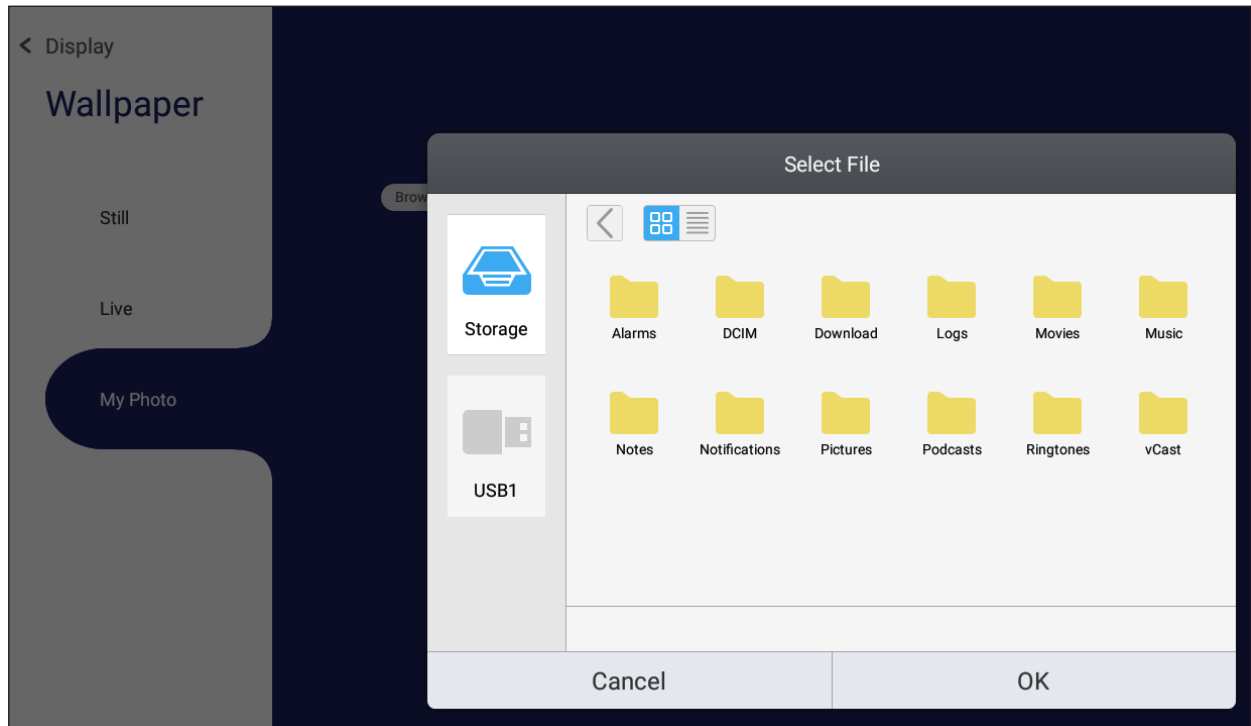 Display
Wallpaper
Still
Live
My Photo
Brow
Select File
Storage
USB1
Alarms DCIM Download Logs Movies Music
Notes Notifications Pictures Podcasts Ringtones vCast
Cancel OK